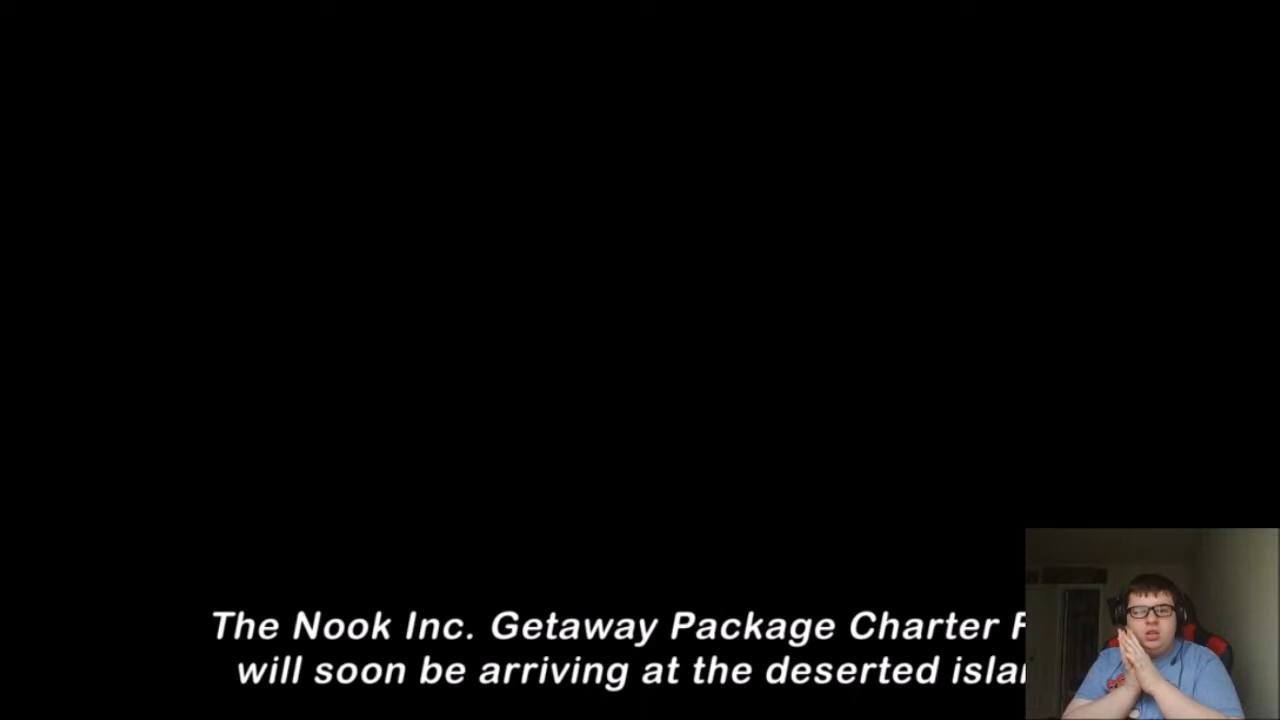 The Nook Inc. Getaway Package Charter
will soon be arriving at the deserted